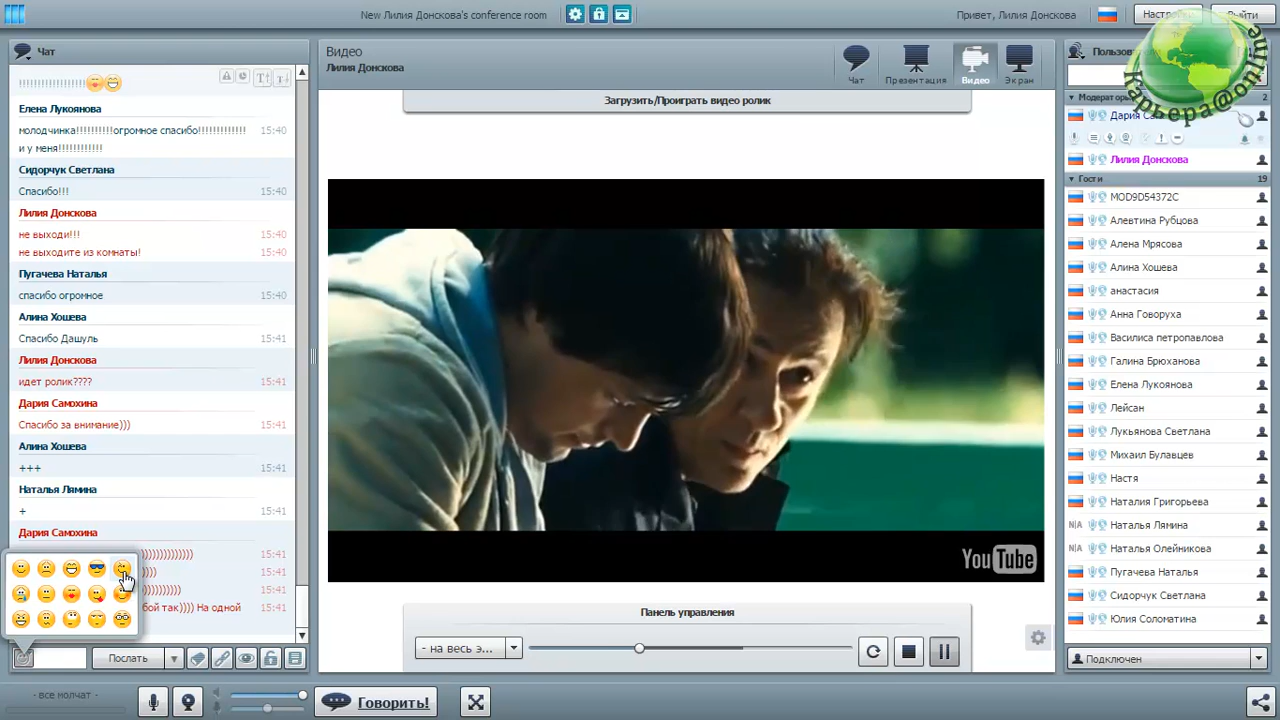 New Лилия Донскова's conference room
Привет, Лилия Донскова
Выйти
Чат
!!!!!!!!!!!!!!!!!!
Елена Лукоянова
молодчинка!!!!!!!!!!огромное спасибо!!!!!!!!!!!!! 15:40
и у меня!!!!!!!!!!!!
Сидорчук Светлана
Спасибо!!! 15:40
Лилия Донскова
не выходи!!! 15:40
не выходите из комнаты! 15:40
Пугачева Наталья
спасибо огромное 15:40
Алина Хошева
Спасибо Дашуль 15:41
Лилия Донскова
идет ролик???? 15:41
Дария Самохина
Спасибо за внимание))) 15:41
Алина Хошева
+++ 15:41
Наталья Лямина
+ 15:41
Дария Самохина
))))))))))))) 15:41
)))) 15:41
)))))))))) 15:41
бой так)))) На одной 15:41
Послать
- все молчат -
Говорить!
Видео
Лилия Донскова
Чат
Презентация
Видео
Экран
Загрузить/Проиграть видео ролик
YouTube
Панель управления
- на весь э...
карьера@online
Модераторы 2
Дария
Лилия Донскова
Гости 19
MOD9D54372C
Алевтина Рубцова
Алена Мрясова
Алина Хошева
анастасия
Анна Говоруха
Василиса петропавлова
Галина Брюханова
Елена Лукоянова
Лейсан
Лукьянова Светлана
Михаил Булавцев
Настя
Наталия Григорьева
N/A Наталья Лямина
N/A Наталья Олейникова
Пугачева Наталья
Сидорчук Светлана
Юлия Соломатина
Подключен